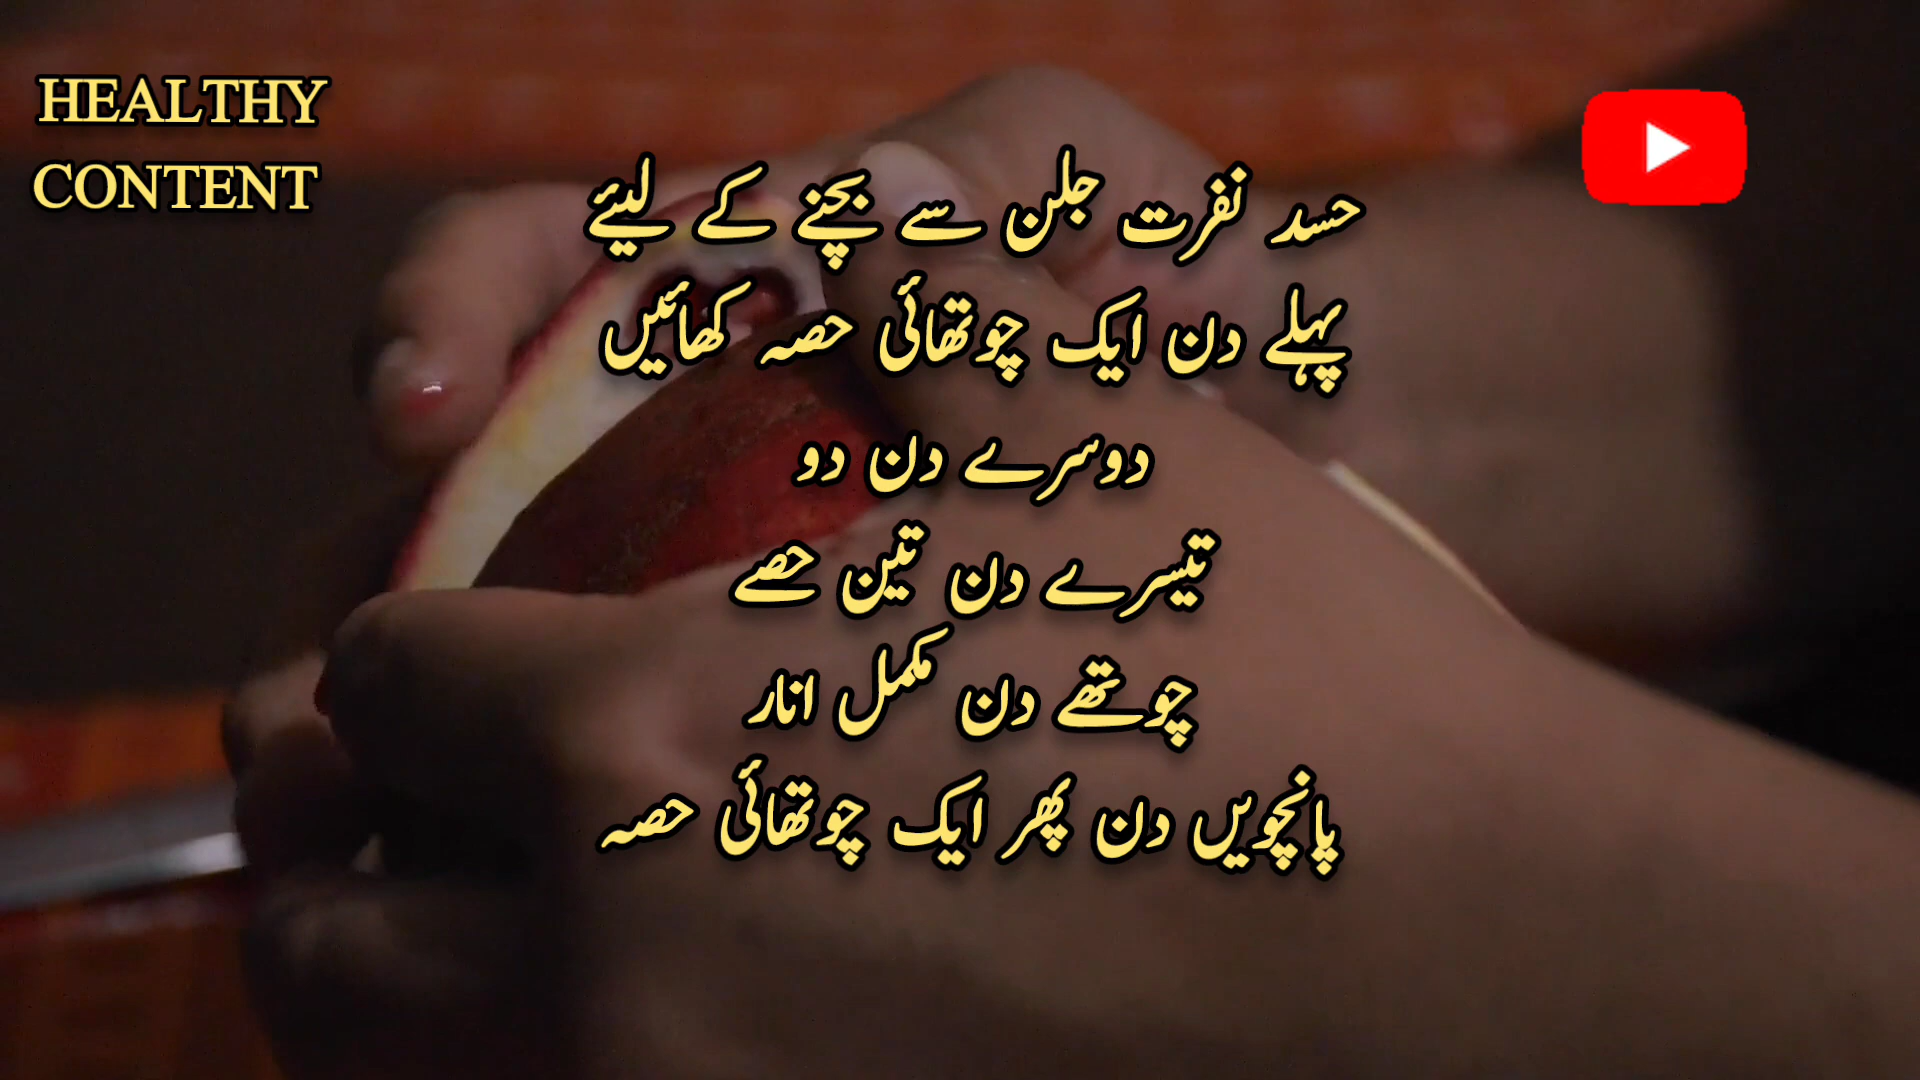 HEALTHY
CONTENT
حسد نفرت جلن سے بچنے کے لیئے
پہلے دن ایک چوتھائی حصہ کھائیں
دوسرے دن دو
تیسرے دن تین حصے
چوتھے دن مکمل انار
پانچویں دن پھر ایک چوتھائی حصہ